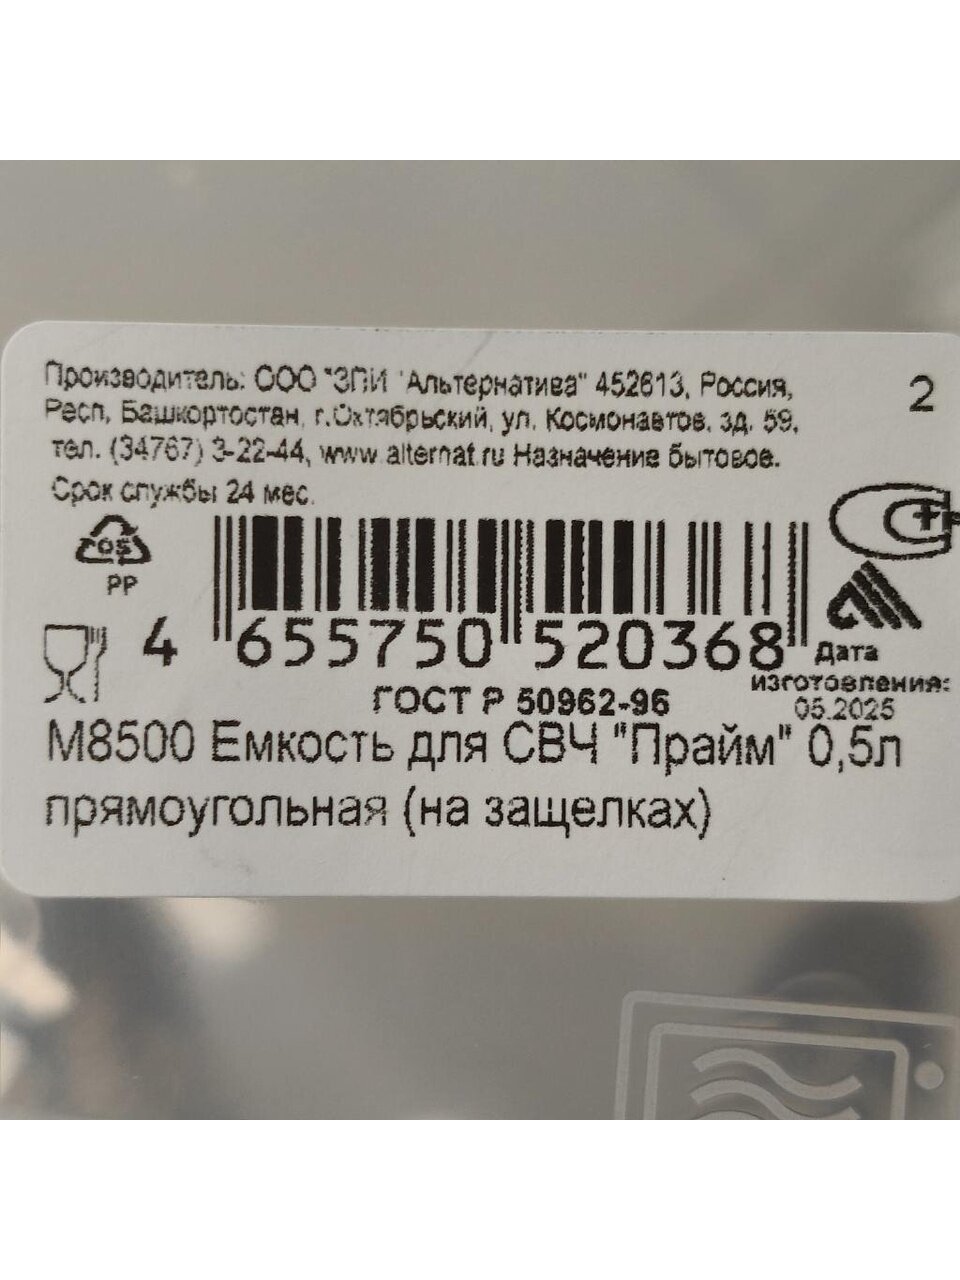 Производитель: ООО "ЗПИ "Альтернатива" 452613, Россия,
2
Респ. Башкортостан, г.Октябрьский, ул. Космонавтов, зд. 59,
тел. (34767) 3-22-44, www.alternat.ru Назначение бытовое.
Срок службы 24 мес.
05
PP
4 655750 520368
Дата
изготовления:
05.2025
ГОСТ Р 50962-96
М8500 Емкость для СВЧ "Прайм" 0,5л
прямоугольная (на защелках)